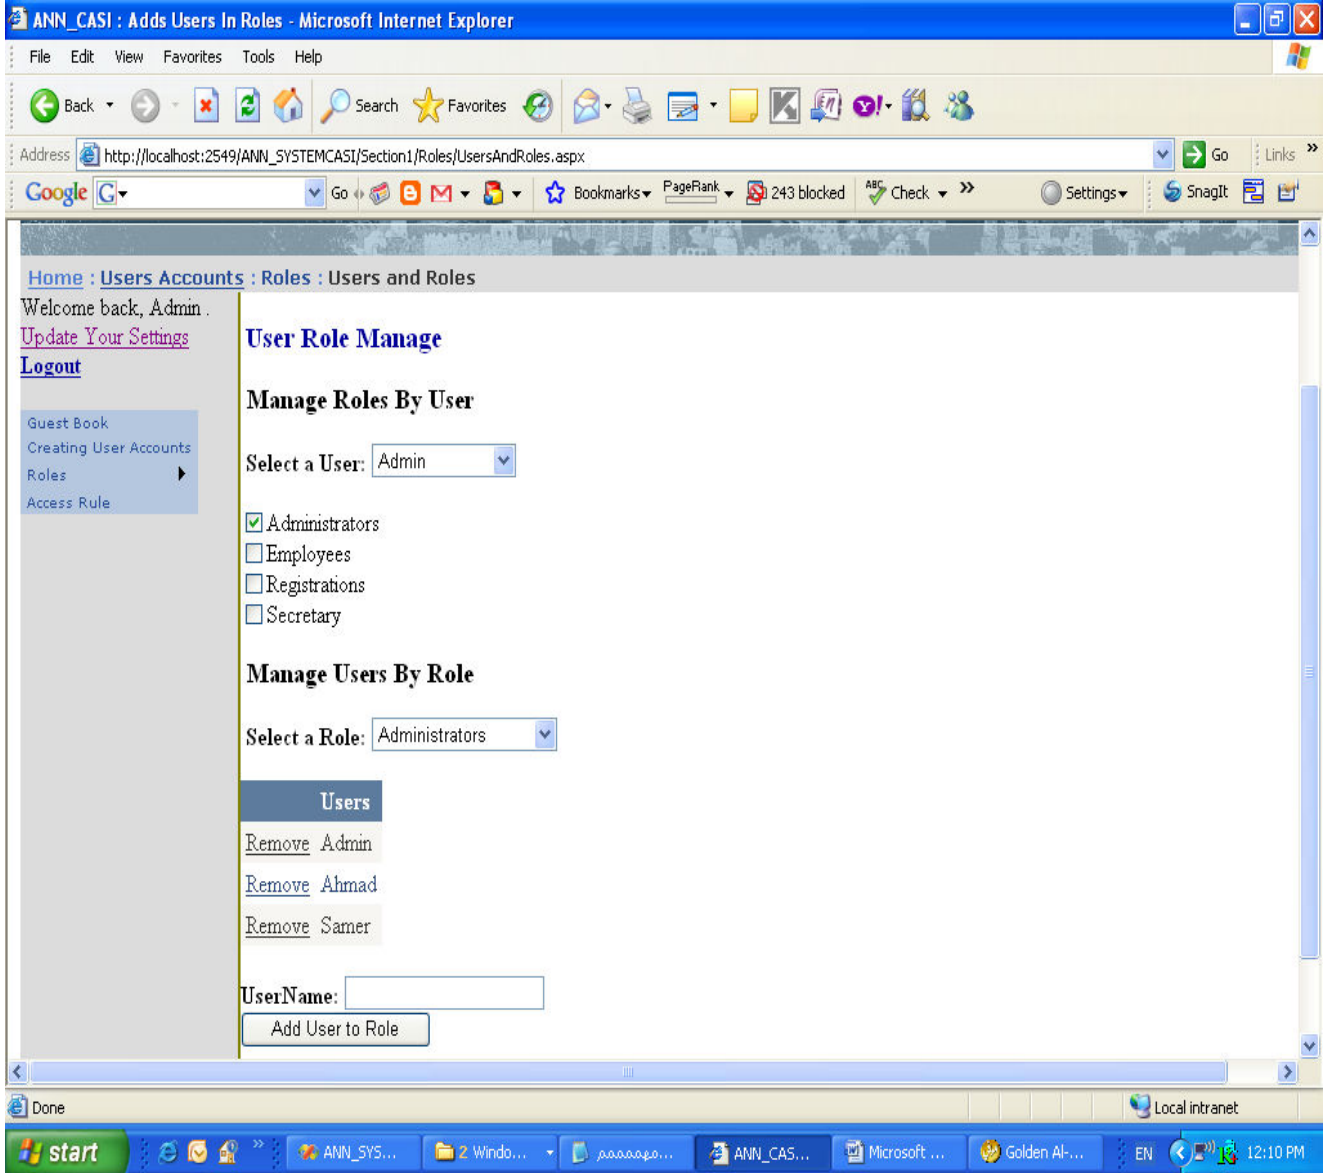 ANN_CASI : Adds Users In Roles - Microsoft Internet Explorer
File Edit View Favorites Tools Help
Back Search Favorites
Address http://localhost:2549/ANN_SYSTEMCASI/Section1/Roles/UsersAndRoles.aspx Go Links »
Google G Go Bookmarks PageRank 243 blocked ABC Check » Settings SnagIt
Home : Users Accounts : Roles : Users and Roles
Welcome back, Admin .
Update Your Settings
Logout
Guest Book
Creating User Accounts
Roles
Access Rule
User Role Manage
Manage Roles By User
Select a User: Admin
Administrators
Employees
Registrations
Secretary
Manage Users By Role
Select a Role: Administrators
Users
Remove Admin
Remove Ahmad
Remove Samer
UserName:
Add User to Role
Done Local intranet
start » ANN_SYS... 2 Windo... ANN_CAS... Microsoft ... Golden Al-... EN 12:10 PM